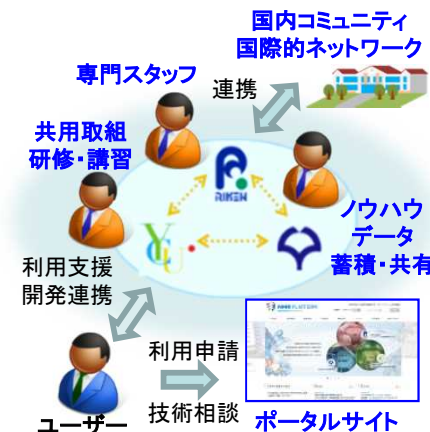 国内コミュニティ
国際的ネットワーク
専門スタッフ
連携
共用取組
研修・講習
RIKEN
YCU
ノウハウ
データ
蓄積・共有
利用支援
開発連携
利用申請
技術相談
ユーザー
ポータルサイト